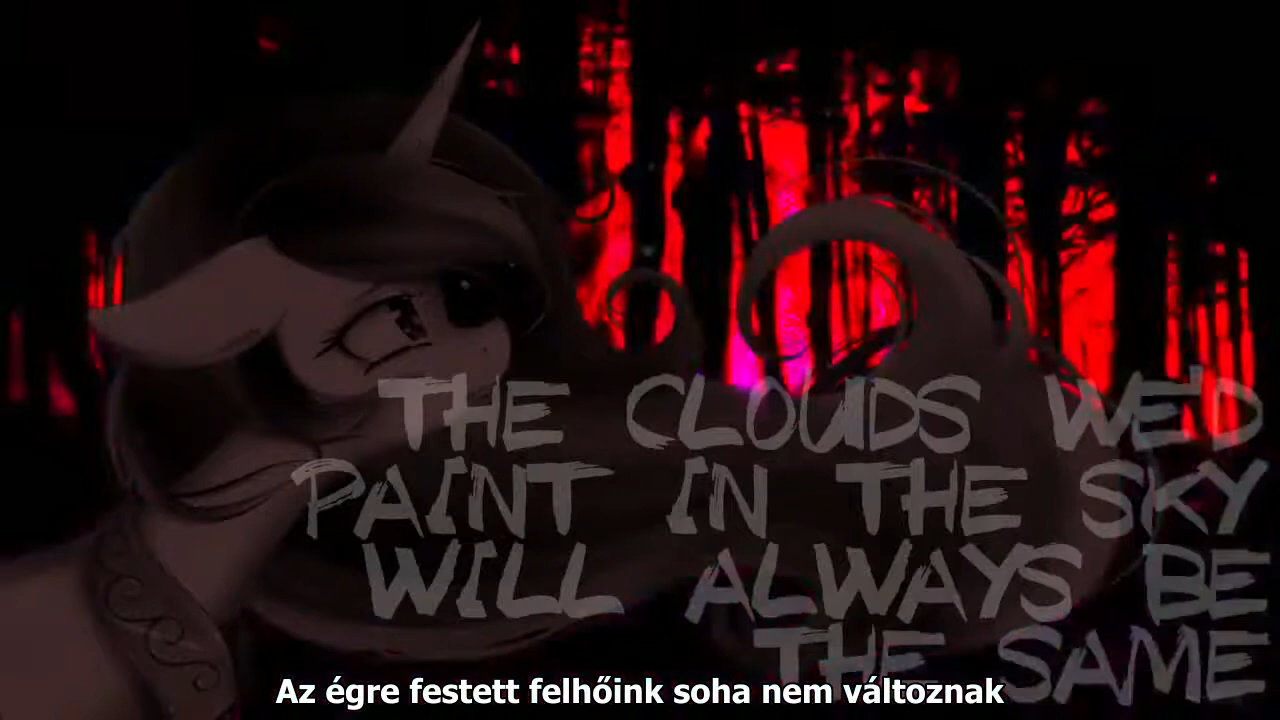 THE CLOUDS WE'D
PAINT IN THE SKY
WILL ALWAYS BE
THE SAME
Az égre festett felhőink soha nem változnak